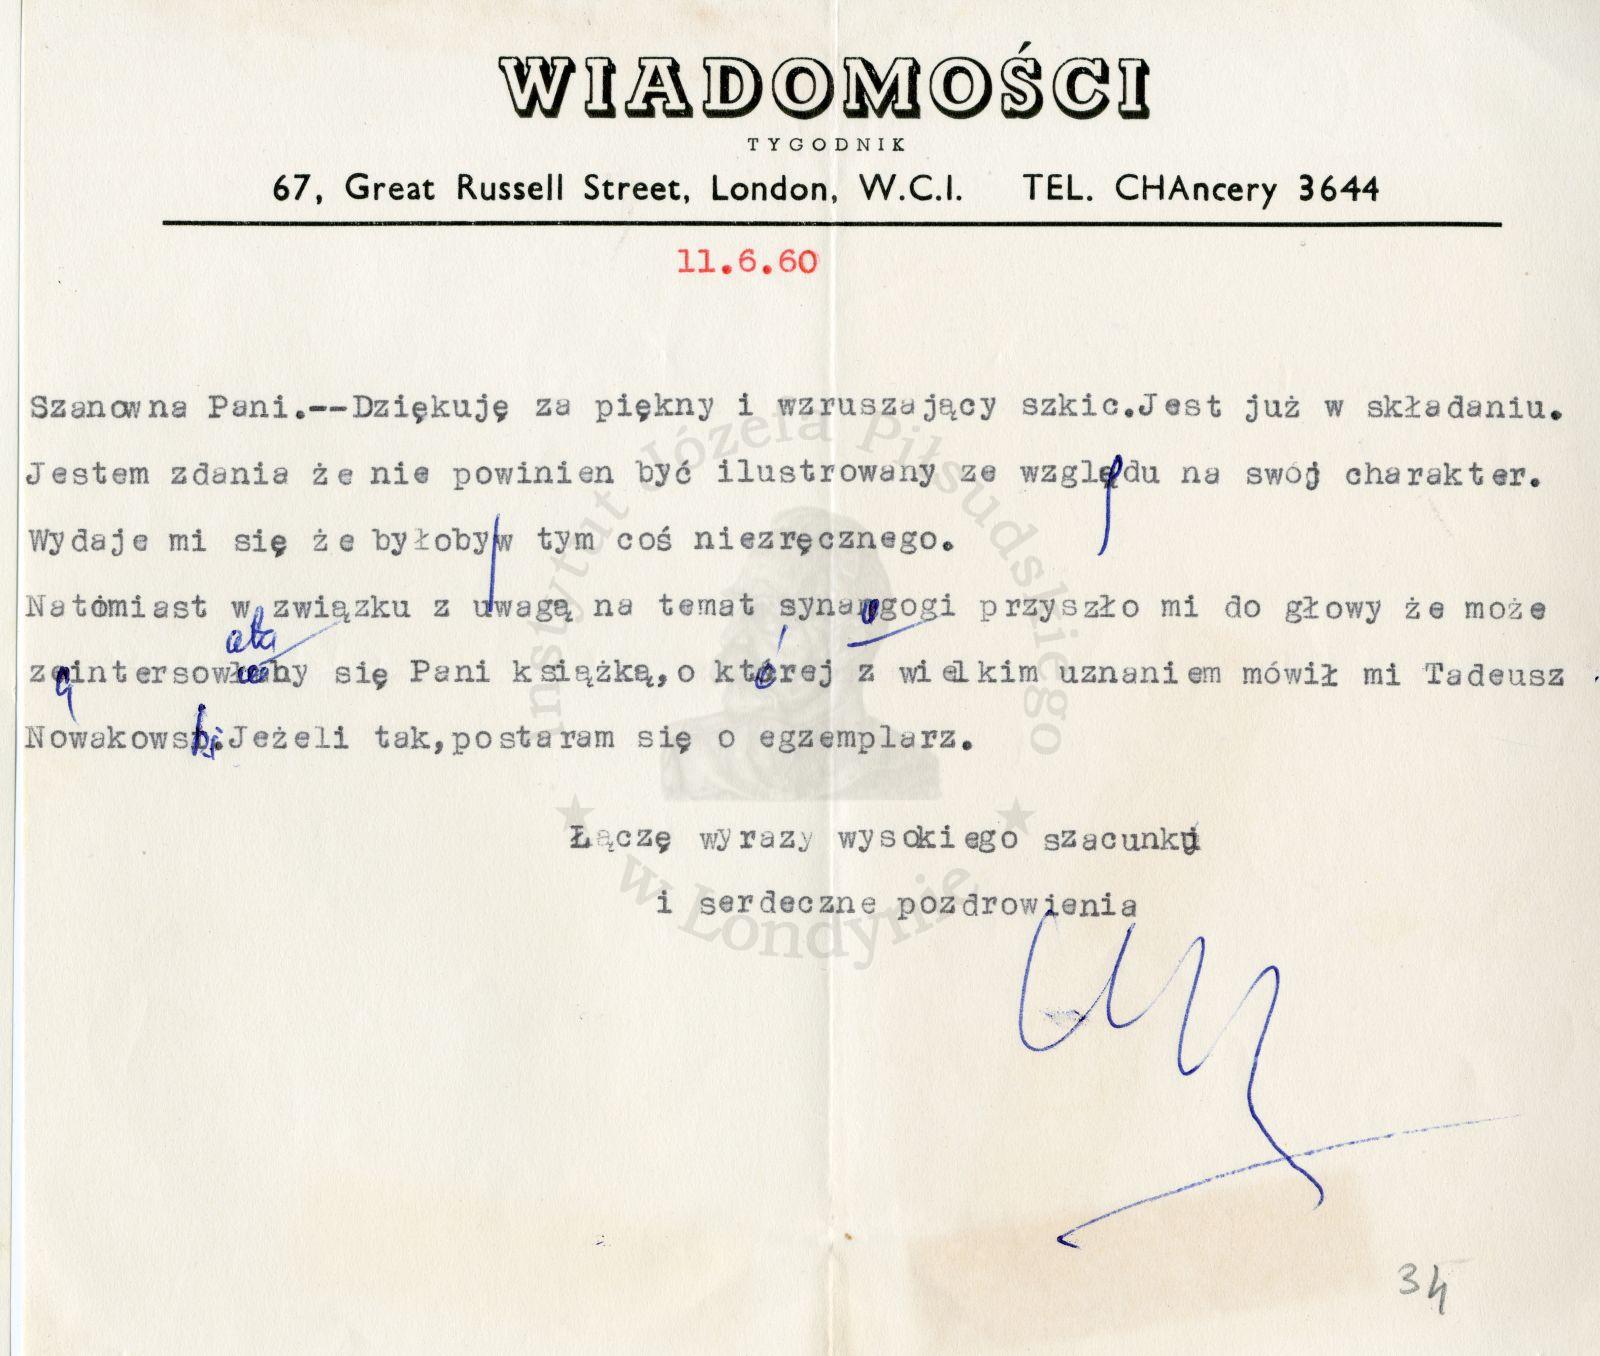 WIADOMOŚCI
TYGODNIK
67, Great Russell Street, London, W.C.I. TEL. CHAncery 3644
11.6.60
Szanowna Pani.--Dziękuję za piękny i wzruszający szkic.Jest już w składaniu.
Jestem zdania że nie powinien być ilustrowany ze względu na swój charakter.
Wydaje mi się że byłoby w tym coś niezręcznego.
Natomiast w związku z uwagą na temat synagogi przyszło mi do głowy że może
zaintersowałaby się Pani książką,o której z wielkim uznaniem mówił mi Tadeusz
Nowakowski.Jeżeli tak,postaram się o egzemplarz.
Łączę wyrazy wysokiego szacunku
i serdeczne pozdrowienia
34
Instytut Józefa Piłsudskiego
w Londynie